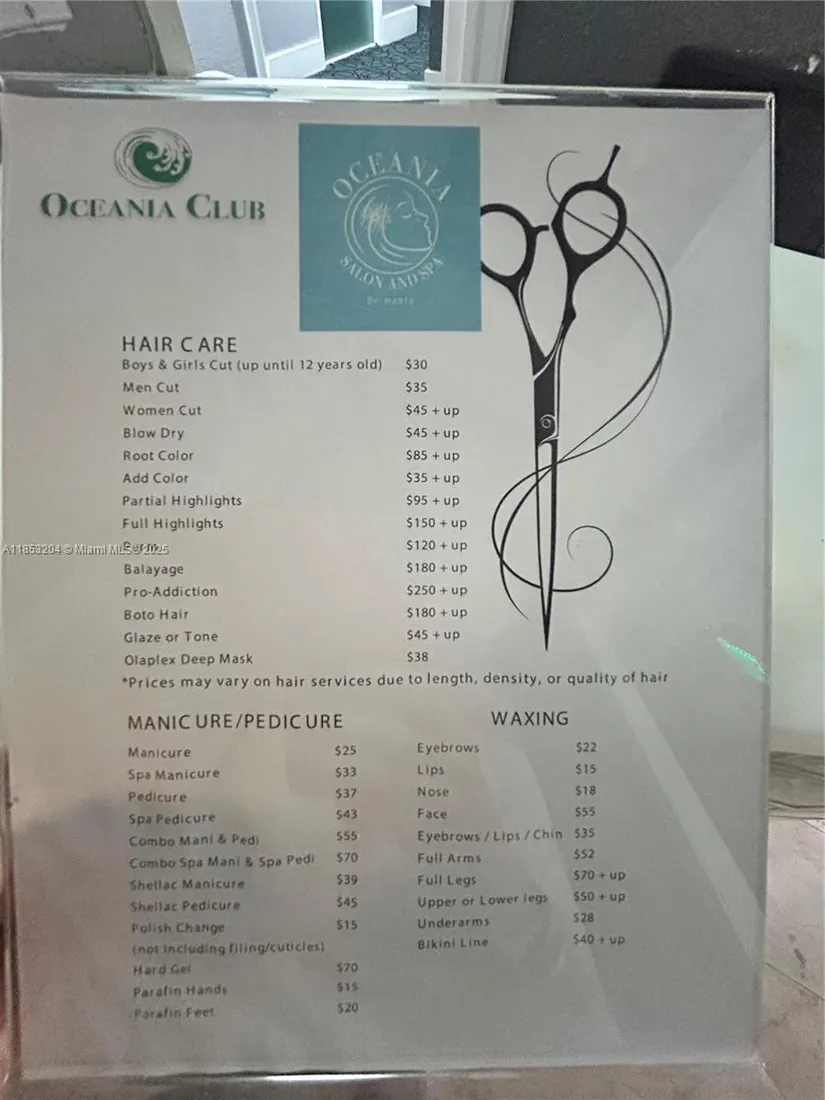 OCEANIA CLUB
OCEANIA
SALON AND SPA
BY MARTA
HAIR CARE
Boys & Girls Cut (up until 12 years old) $30
Men Cut $35
Women Cut $45 + up
Blow Dry $45 + up
Root Color $85 + up
Add Color $35 + up
Partial Highlights $95 + up
Full Highlights $150 + up
A11853204 © Miami MLS © 2025
$120 + up
Balayage $180 + up
Pro-Addiction $250 + up
Boto Hair $180 + up
Glaze or Tone $45 + up
Olaplex Deep Mask $38
*Prices may vary on hair services due to length, density, or quality of hair
MANICURE/PEDICURE
Manicure $25
Spa Manicure $33
Pedicure $37
Spa Pedicure $43
Combo Mani & Pedi $55
Combo Spa Mani & Spa Pedi $70
Shellac Manicure $39
Shellac Pedicure $45
Polish Change $15
(not including filing/cuticles)
Hard Gel $70
Parafin Hands $15
Parafin Feet $20
WAXING
Eyebrows $22
Lips $15
Nose $18
Face $55
Eyebrows / Lips / Chin $35
Full Arms $52
Full Legs $70 + up
Upper or Lower legs $50 + up
Underarms $28
Bikini Line $40 + up